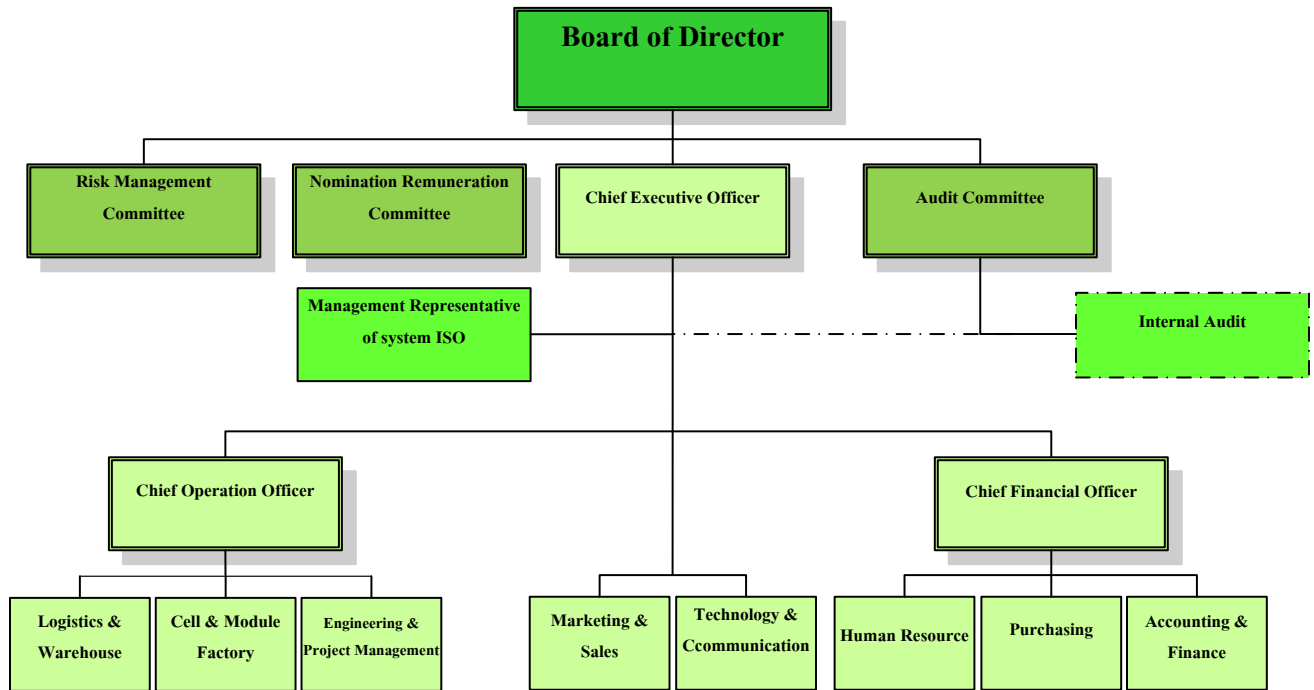 Board of Director
Risk Management
Committee
Nomination Remuneration
Committee
Chief Executive Officer
Audit Committee
Management Representative
of system ISO
Internal Audit
Chief Operation Officer
Chief Financial Officer
Logistics &
Warehouse
Cell & Module
Factory
Engineering &
Project Management
Marketing &
Sales
Technology &
Ccommunication
Human Resource
Purchasing
Accounting &
Finance